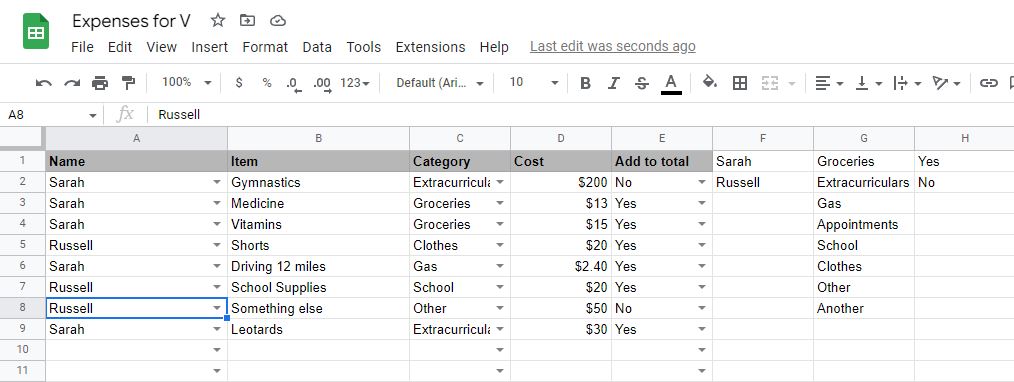 Expenses for V
File Edit View Insert Format Data Tools Extensions Help Last edit was seconds ago
100% $ % .0 .00 123 Default (Ari... 10 B I S A
A8 fx Russell
A B C D E F G H
1 Name Item Category Cost Add to total Sarah Groceries Yes
2 Sarah Gymnastics Extracurricula $200 No Russell Extracurriculars No
3 Sarah Medicine Groceries $13 Yes Gas
4 Sarah Vitamins Groceries $15 Yes Appointments
5 Russell Shorts Clothes $20 Yes School
6 Sarah Driving 12 miles Gas $2.40 Yes Clothes
7 Russell School Supplies School $20 Yes Other
8 Russell Something else Other $50 No Another
9 Sarah Leotards Extracurricula $30 Yes
10
11